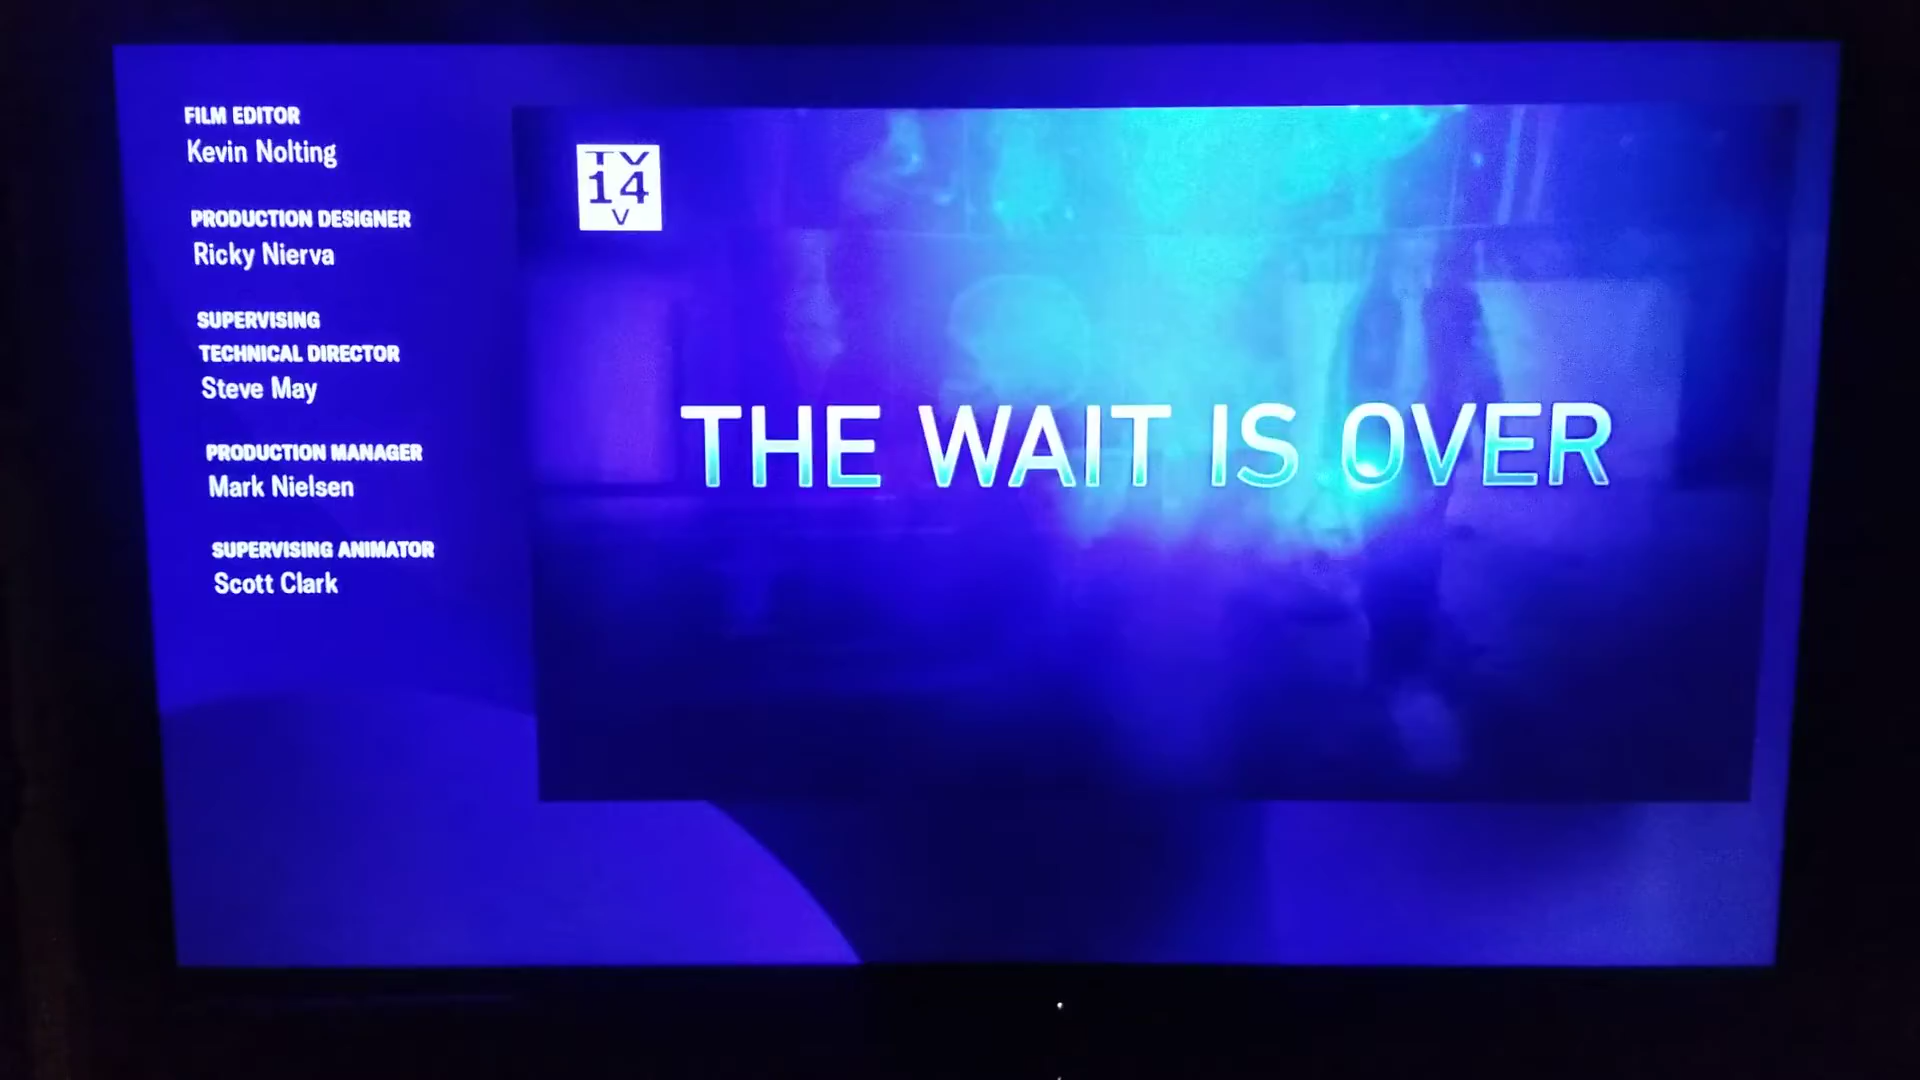 FILM EDITOR
Kevin Nolting
PRODUCTION DESIGNER
Ricky Nierva
SUPERVISING
TECHNICAL DIRECTOR
Steve May
PRODUCTION MANAGER
Mark Nielsen
SUPERVISING ANIMATOR
Scott Clark
TV
14
V
THE WAIT IS OVER